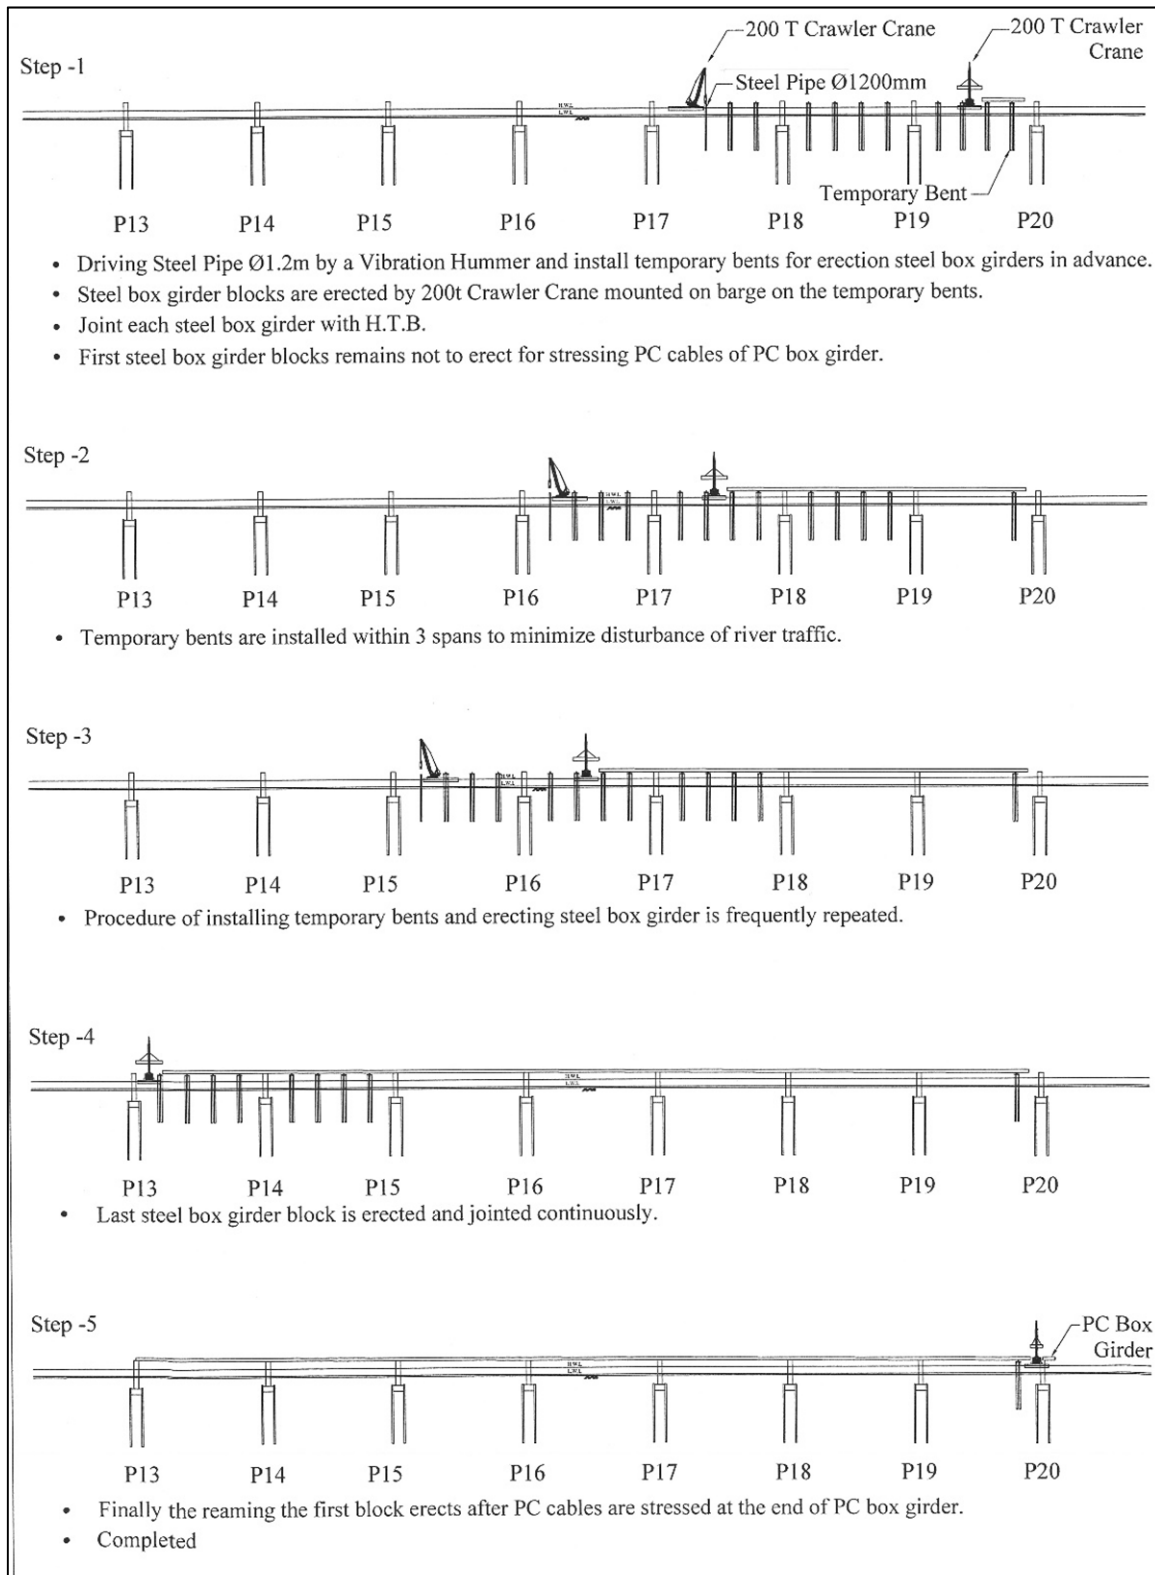 200 T Crawler Crane
200 T Crawler
Crane
Step -1
Steel Pipe Ø1200mm
H.W.L
L.W.L
Temporary Bent
P13 P14 P15 P16 P17 P18 P19 P20
• Driving Steel Pipe Ø1.2m by a Vibration Hummer and install temporary bents for erection steel box girders in advance.
• Steel box girder blocks are erected by 200t Crawler Crane mounted on barge on the temporary bents.
• Joint each steel box girder with H.T.B.
• First steel box girder blocks remains not to erect for stressing PC cables of PC box girder.
Step -2
H.W.L
L.W.L
P13 P14 P15 P16 P17 P18 P19 P20
• Temporary bents are installed within 3 spans to minimize disturbance of river traffic.
Step -3
H.W.L
L.W.L
P13 P14 P15 P16 P17 P18 P19 P20
• Procedure of installing temporary bents and erecting steel box girder is frequently repeated.
Step -4
H.W.L
L.W.L
P13 P14 P15 P16 P17 P18 P19 P20
• Last steel box girder block is erected and jointed continuously.
Step -5
PC Box
Girder
H.W.L
L.W.L
P13 P14 P15 P16 P17 P18 P19 P20
• Finally the reaming the first block erects after PC cables are stressed at the end of PC box girder.
• Completed